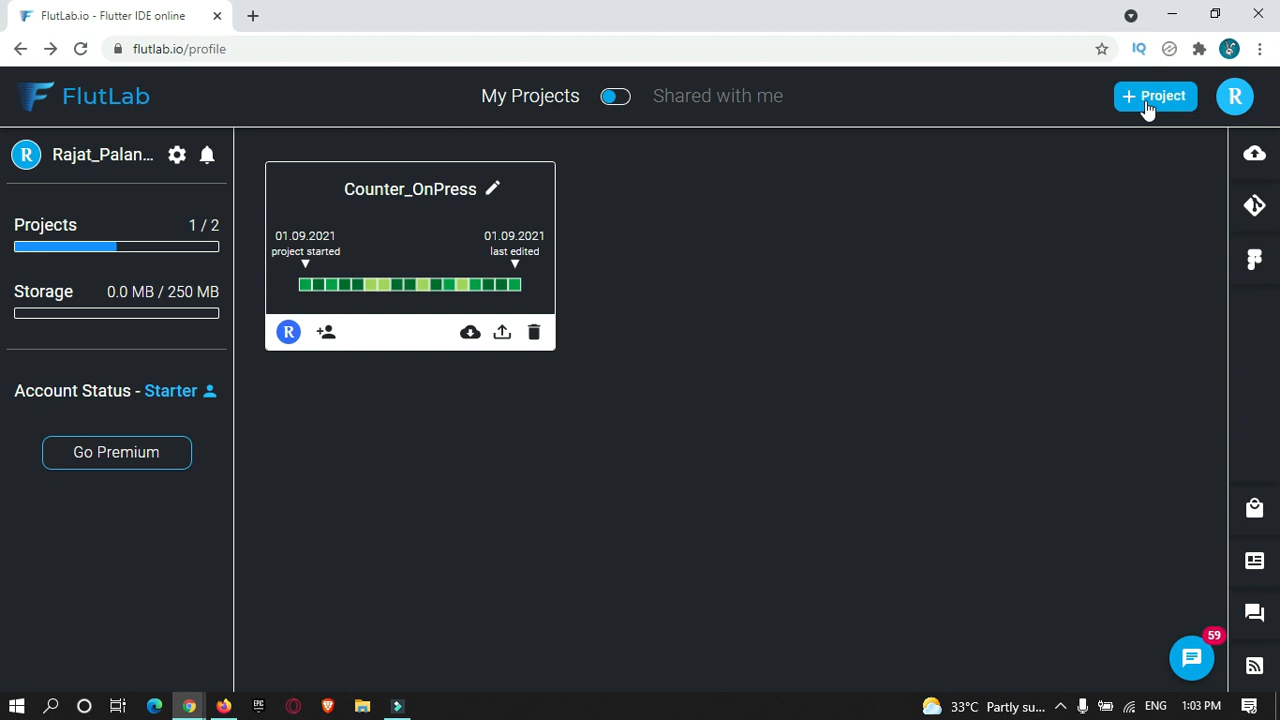 FlutLab.io - Flutter IDE online
flutlab.io/profile
IQ
FlutLab
My Projects
Shared with me
+ Project
R
R
Rajat_Palan...
Projects 1 / 2
Storage 0.0 MB / 250 MB
Account Status - Starter
Go Premium
Counter_OnPress
01.09.2021
project started
01.09.2021
last edited
R
59
EPIC
33°C Partly su...
ENG
1:03 PM